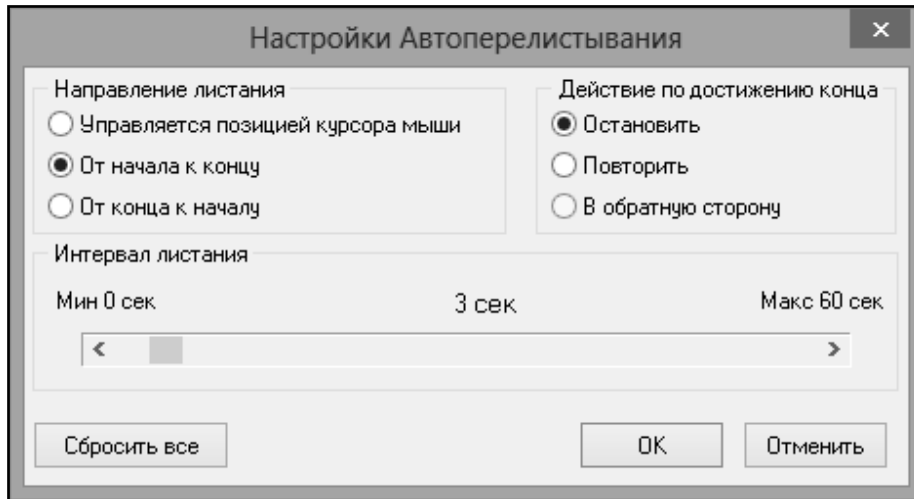 Настройки Автоперелистывания
Направление листания
Управляется позицией курсора мыши
От начала к концу
От конца к началу
Действие по достижению конца
Остановить
Повторить
В обратную сторону
Интервал листания
Мин 0 сек
3 сек
Макс 60 сек
Сбросить все
OK
Отменить